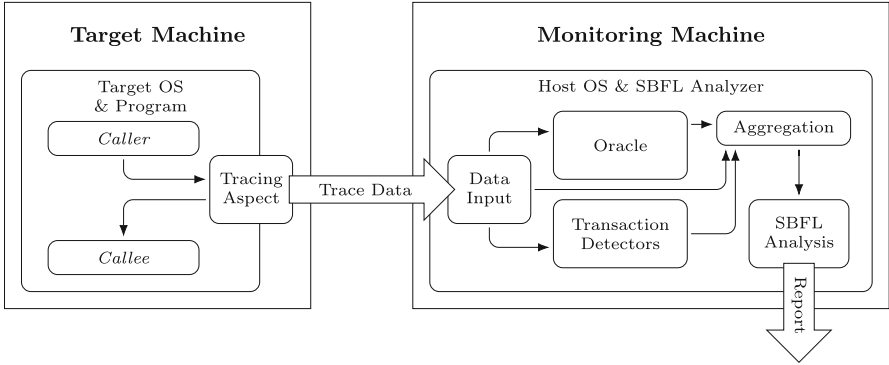 Target Machine
Target OS
& Program
Caller
Tracing
Aspect
Callee
Trace Data
Monitoring Machine
Host OS & SBFL Analyzer
Data
Input
Oracle
Aggregation
Transaction
Detectors
SBFL
Analysis
Report